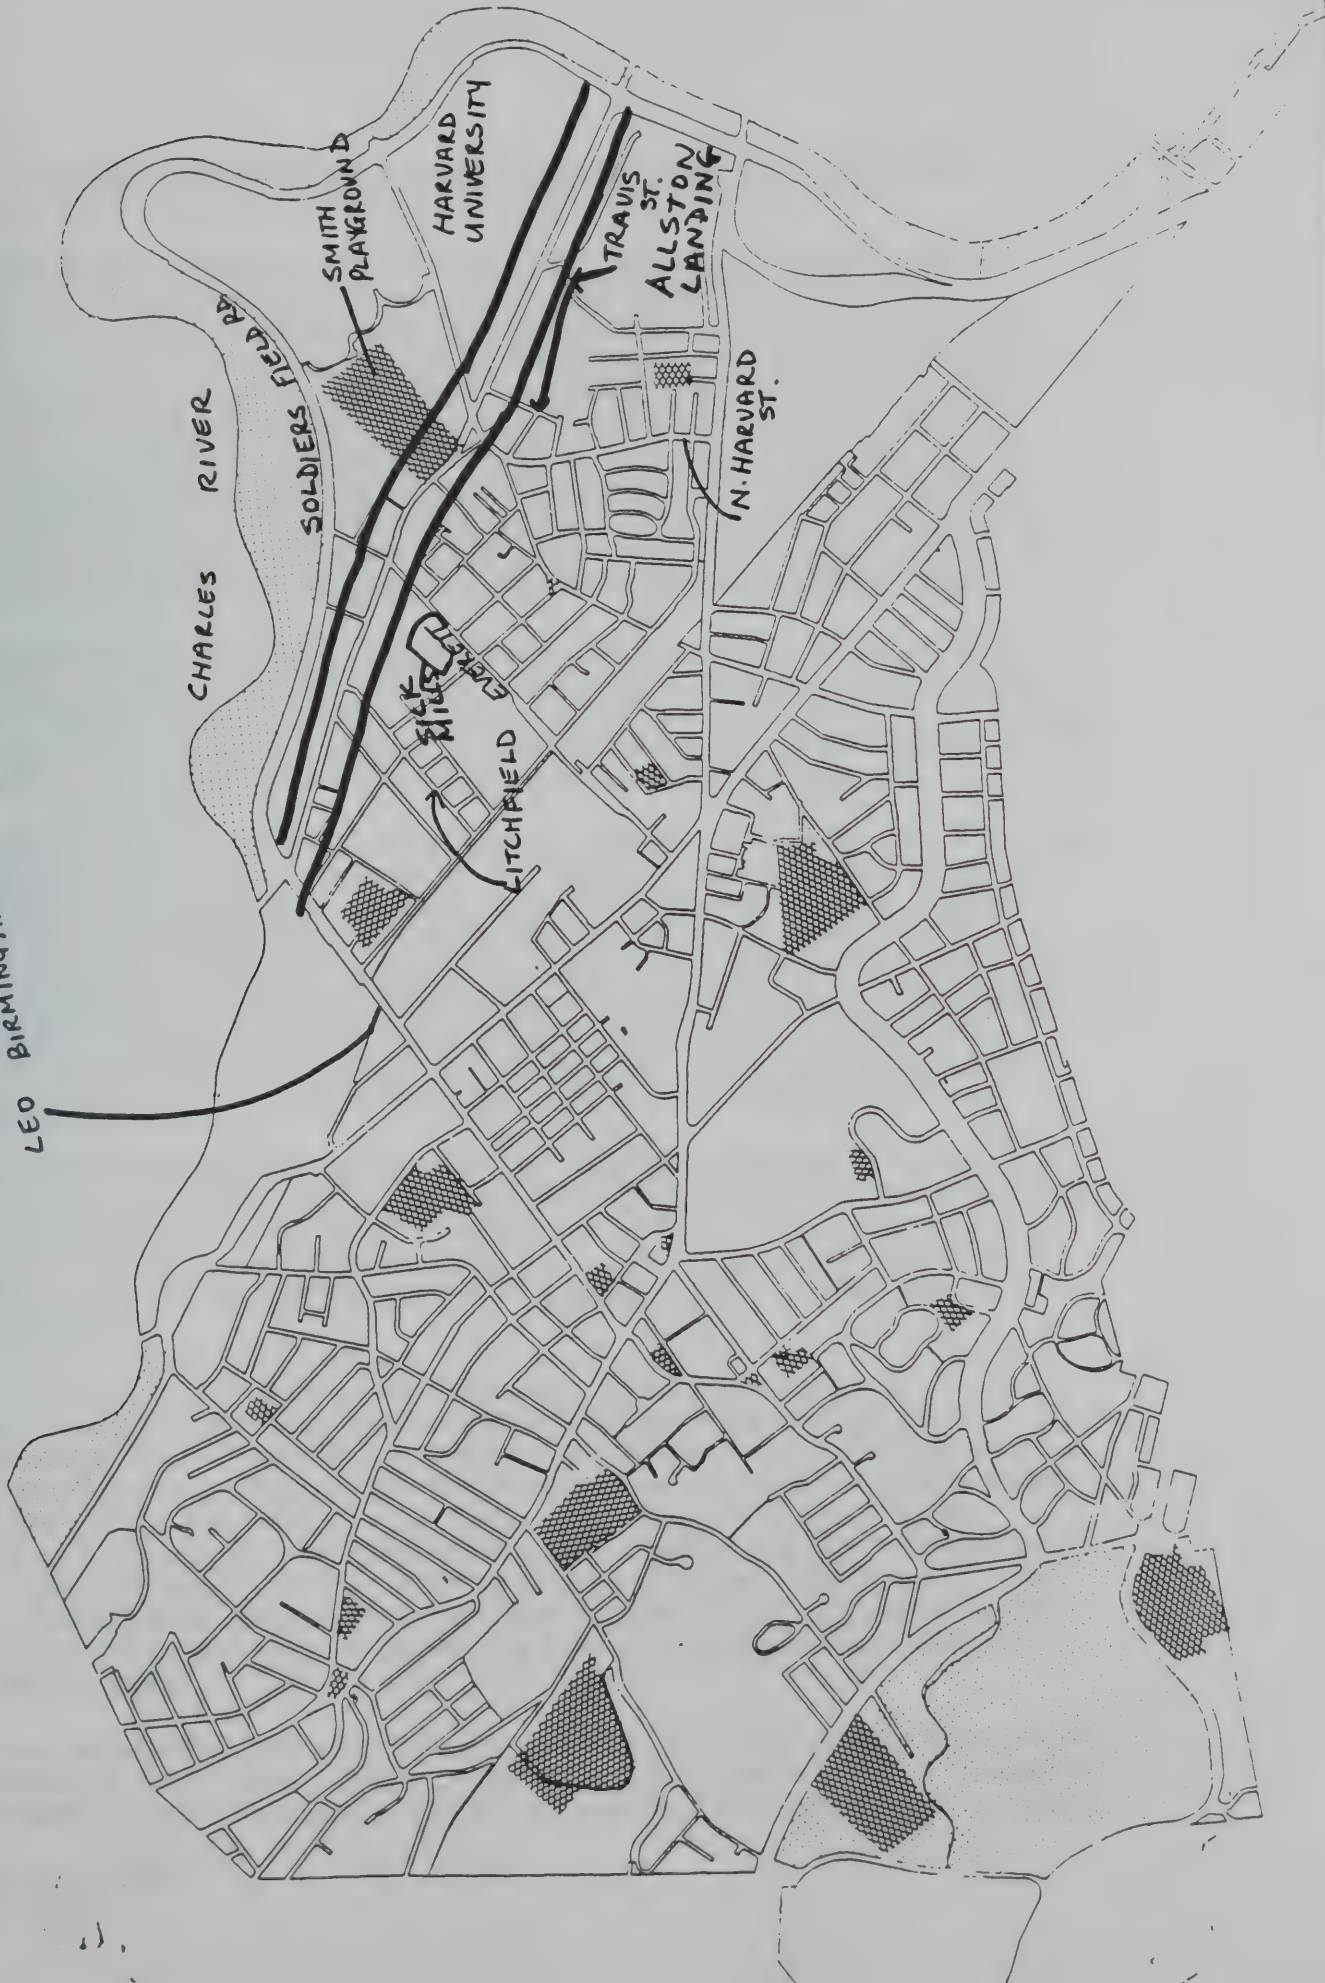 LEO BIRMINGHAM
CHARLES RIVER
SOLDIERS FIELD RD
SMITH
PLAYGROUND
HARVARD
UNIVERSITY
TRAVIS
ST.
ALLSTON
LANDING
N. HARVARD
ST.
EVERETT
SILK
MILLS
LITCHFIELD